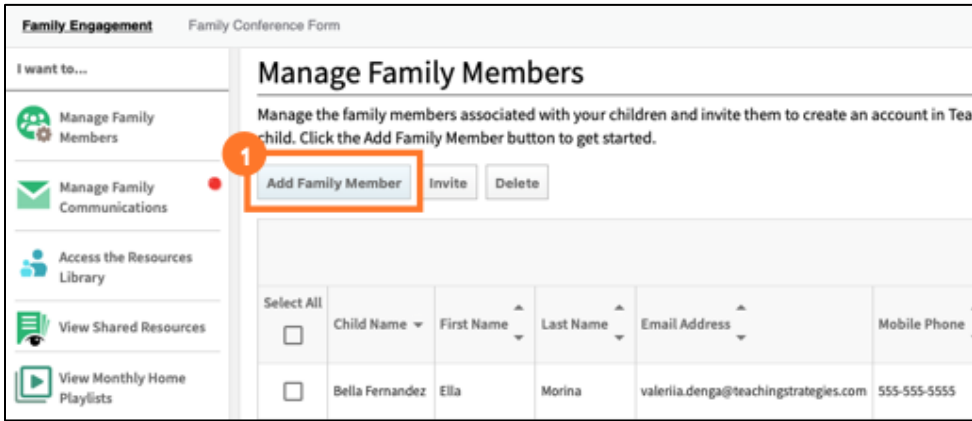 Family Engagement Family Conference Form
I want to...
Manage Family
Members
Manage Family
Communications
Access the Resources
Library
View Shared Resources
View Monthly Home
Playlists
Manage Family Members
Manage the family members associated with your children and invite them to create an account in Tea
child. Click the Add Family Member button to get started.
1
Add Family Member Invite Delete
Select All
Child Name First Name Last Name Email Address Mobile Phone
Bella Fernandez Ella Morina valeriia.denga@teachingstrategies.com 555-555-5555